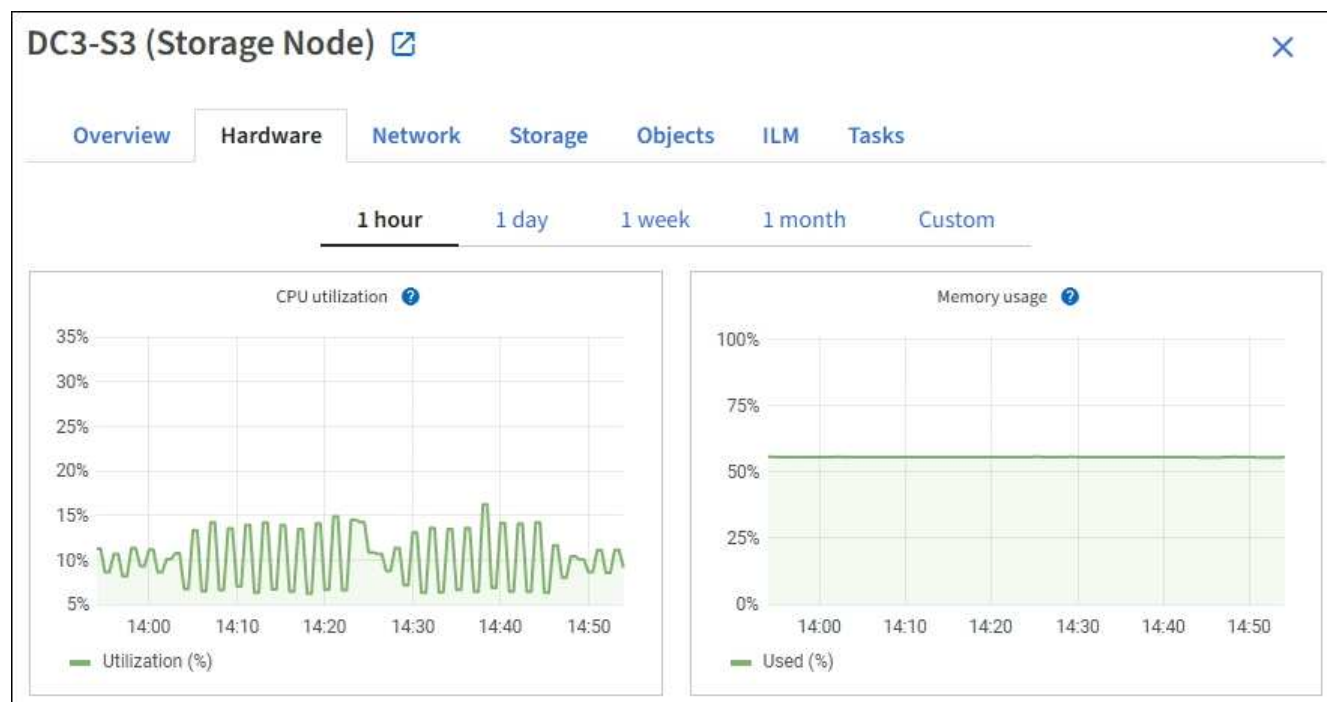 DC3-S3 (Storage Node)
Overview Hardware Network Storage Objects ILM Tasks
1 hour 1 day 1 week 1 month Custom
CPU utilization ?
35%
30%
25%
20%
15%
10%
5%
14:00 14:10 14:20 14:30 14:40 14:50
Utilization (%)
Memory usage ?
100%
75%
50%
25%
0%
14:00 14:10 14:20 14:30 14:40 14:50
Used (%)